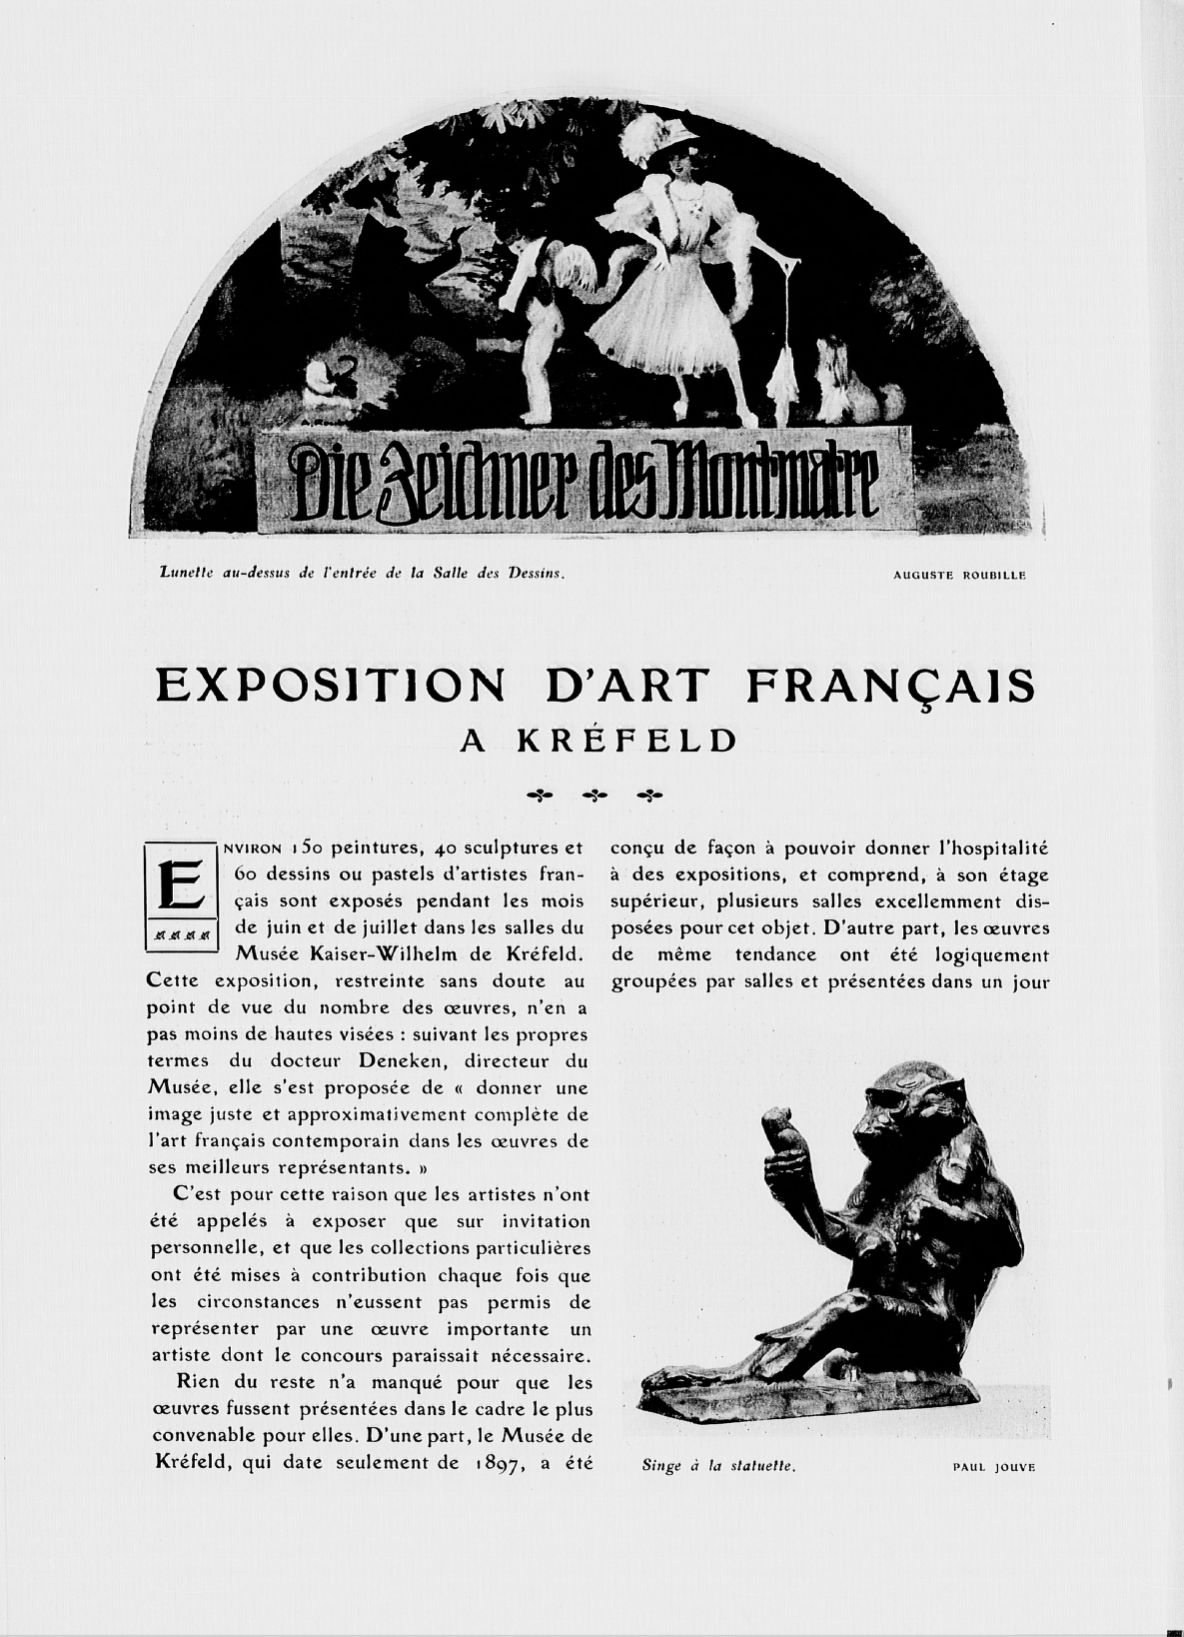 A. Roub
Die Zeichner des Montmatre
Lunette au-dessus de l'entrée de la Salle des Dessins.
AUGUSTE ROUBILLE
EXPOSITION D'ART FRANÇAIS
A KRÉFELD
ENVIRON 150 peintures, 40 sculptures et
60 dessins ou pastels d'artistes fran-
çais sont exposés pendant les mois
de juin et de juillet dans les salles du
Musée Kaiser-Wilhelm de Kréfeld.
Cette exposition, restreinte sans doute au
point de vue du nombre des œuvres, n'en a
pas moins de hautes visées : suivant les propres
termes du docteur Deneken, directeur du
Musée, elle s'est proposée de « donner une
image juste et approximativement complète de
l'art français contemporain dans les œuvres de
ses meilleurs représentants. »
C'est pour cette raison que les artistes n'ont
été appelés à exposer que sur invitation
personnelle, et que les collections particulières
ont été mises à contribution chaque fois que
les circonstances n'eussent pas permis de
représenter par une œuvre importante un
artiste dont le concours paraissait nécessaire.
Rien du reste n'a manqué pour que les
œuvres fussent présentées dans le cadre le plus
convenable pour elles. D'une part, le Musée de
Kréfeld, qui date seulement de 1897, a été
conçu de façon à pouvoir donner l'hospitalité
à des expositions, et comprend, à son étage
supérieur, plusieurs salles excellemment dis-
posées pour cet objet. D'autre part, les œuvres
de même tendance ont été logiquement
groupées par salles et présentées dans un jour
Singe à la statuette.
PAUL JOUVE